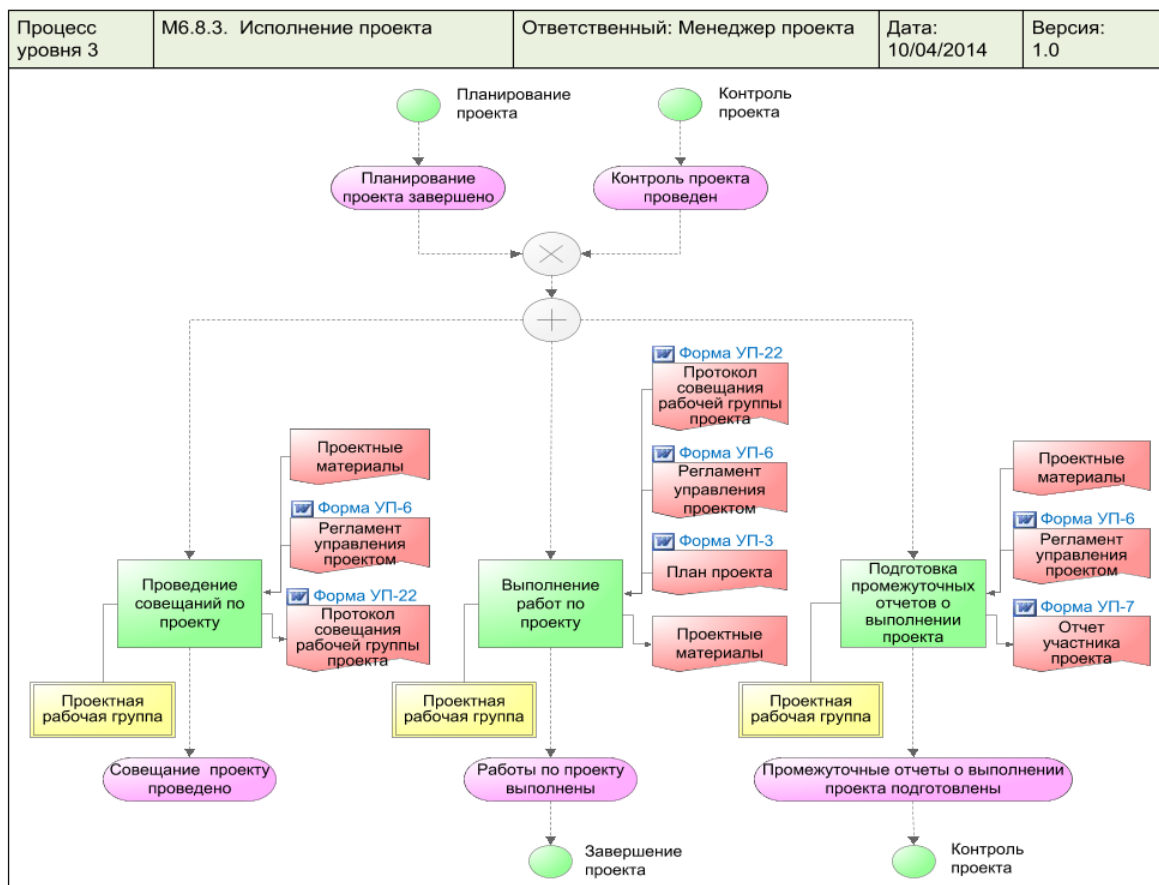 Процесс
уровня 3
М6.8.3. Исполнение проекта
Ответственный: Менеджер проекта
Дата:
10/04/2014
Версия:
1.0
Планирование
проекта
Контроль
проекта
Планирование
проекта завершено
Контроль проекта
проведен
Форма УП-22
Протокол
совещания
рабочей группы
проекта
Проектные
материалы
Форма УП-6
Регламент
управления
проектом
Форма УП-22
Протокол
совещания
рабочей группы
проекта
Форма УП-6
Регламент
управления
проектом
Форма УП-3
План проекта
Проектные
материалы
Проектные
материалы
Форма УП-6
Регламент
управления
проектом
Форма УП-7
Отчет
участника
проекта
Проведение
совещаний по
проекту
Выполнение
работ по
проекту
Подготовка
промежуточных
отчетов о
выполнении
проекта
Проектная
рабочая группа
Проектная
рабочая группа
Проектная
рабочая группа
Совещание проекту
проведено
Работы по проекту
выполнены
Промежуточные отчеты о выполнении
проекта подготовлены
Завершение
проекта
Контроль
проекта